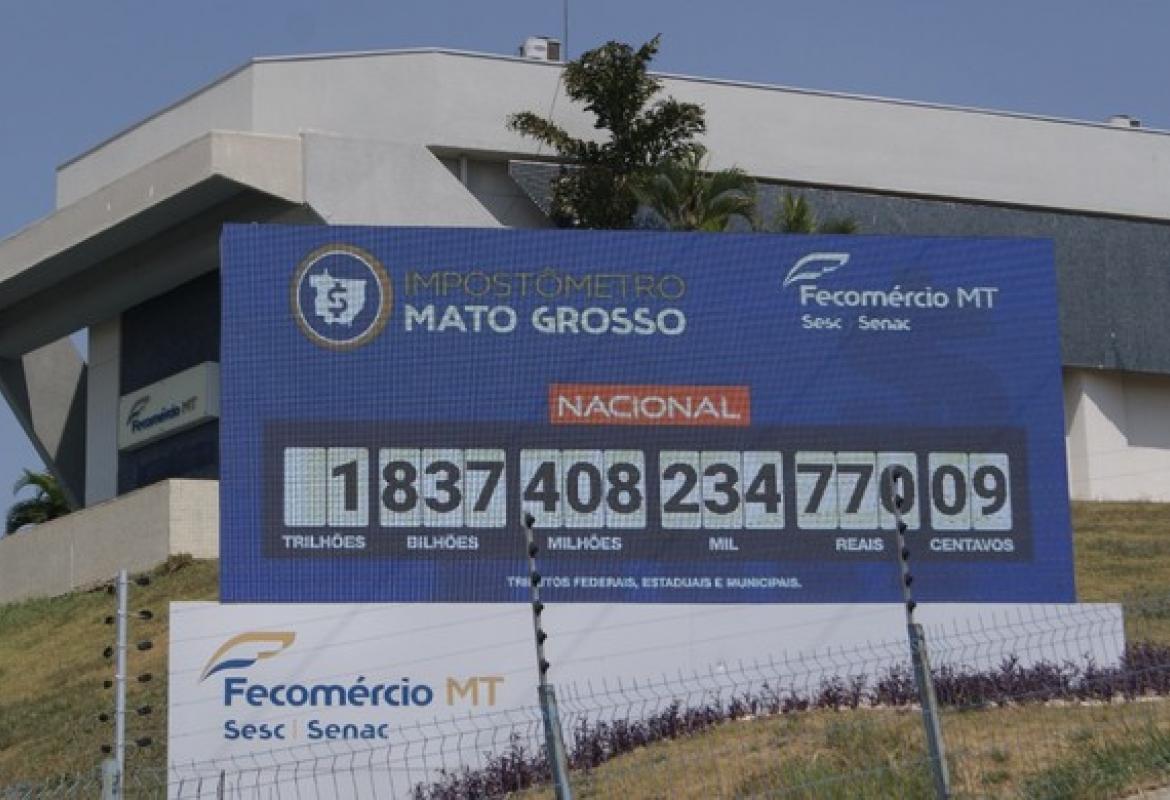 IMPOSTÔMETRO
MATO GROSSO
Fecomércio MT
Sesc Senac
NACIONAL
1 837 408 234 770 09
TRILHÕES BILHÕES MILHÕES MIL REAIS CENTAVOS
TRIBUTOS FEDERAIS, ESTADUAIS E MUNICIPAIS.
Fecomércio MT
Fecomércio MT
Sesc | Senac